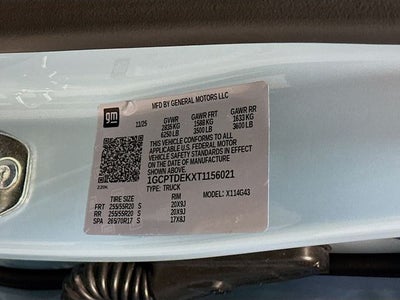 gm
MFD BY GENERAL MOTORS LLC
11/25 GVWR GAWR FRT GAWR RR
2835 KG 1588 KG 1633 KG
6250 LB 3500 LB 3600 LB
THIS VEHICLE CONFORMS TO ALL
APPLICABLE U.S. FEDERAL MOTOR
VEHICLE SAFETY STANDARDS IN EFFECT
ON THE DATE OF MANUFACTURE
SHOWN ABOVE
1GCPTDEKXT1156021
TYPE: TRUCK MODEL: X114G43
TIRE SIZE RIM
FRT 255/55R20 S 20X9J
RR 255/55R20 S 20X9J
SPA 265/70R17 S 17X8J